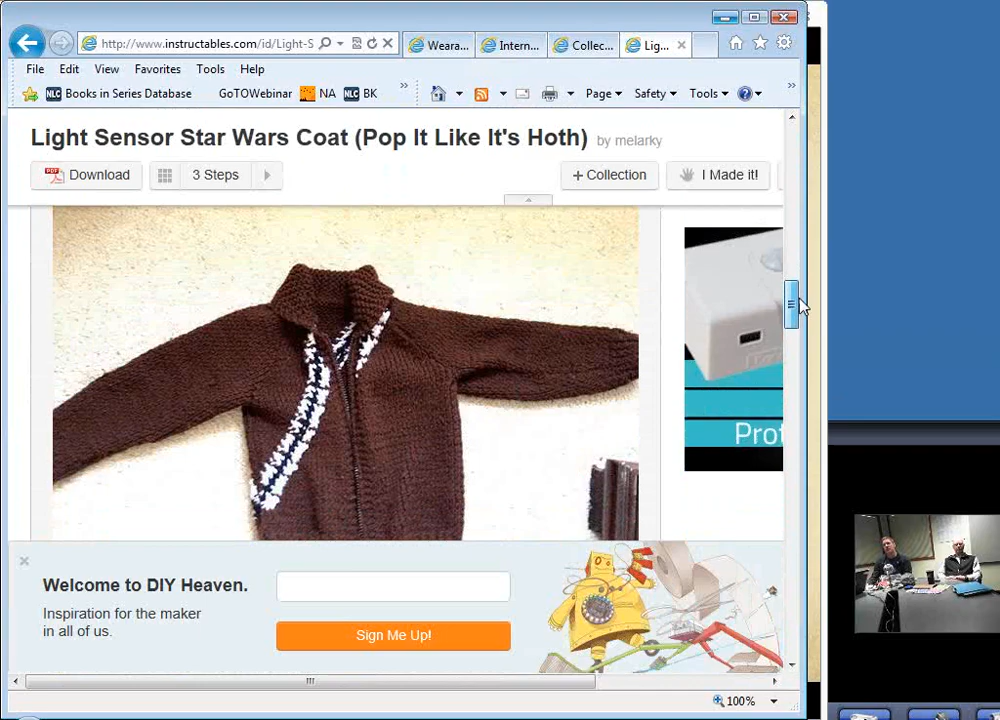 http://www.instructables.com/id/Light-S
Weara...
Intern...
Collec...
Lig...
File Edit View Favorites Tools Help
NLC Books in Series Database GoTOWebinar NA NLC BK
Page Safety Tools
Light Sensor Star Wars Coat (Pop It Like It's Hoth) by melarky
PDF Download 3 Steps + Collection I Made it!
Prot
Welcome to DIY Heaven.
Inspiration for the maker
in all of us.
Sign Me Up!
100%